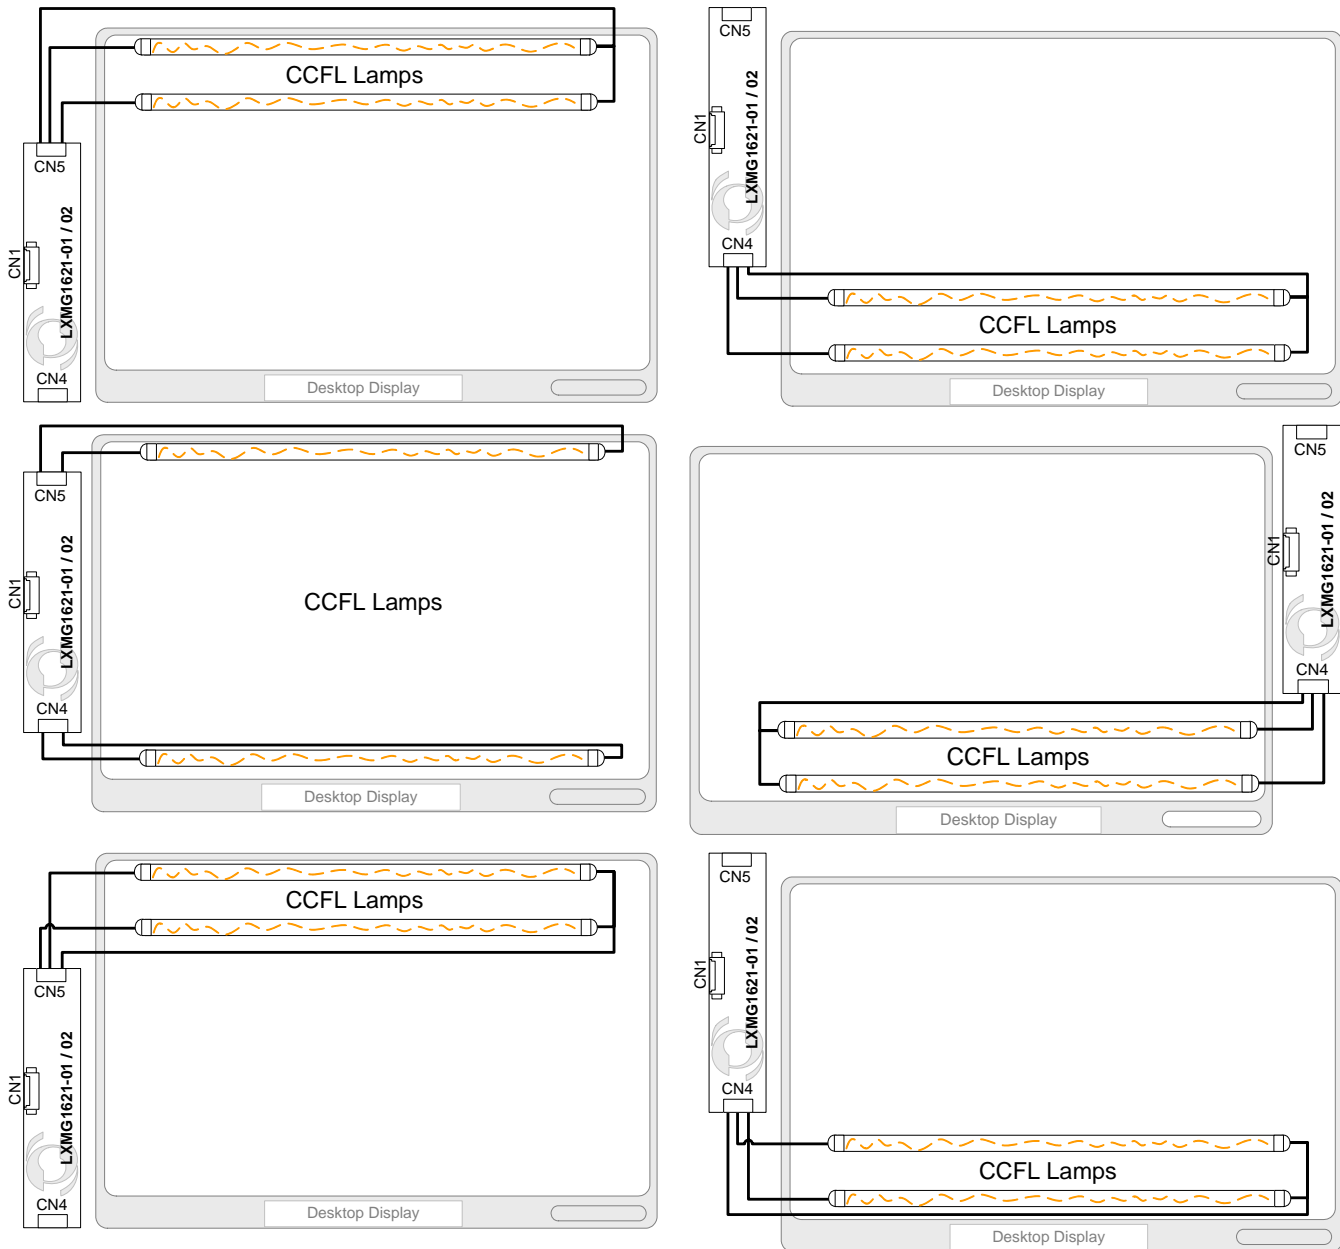 CN5
CCFL Lamps
CN1
LXMG1621-01 / 02
CN4
Desktop Display
CN5
CN1
LXMG1621-01 / 02
CN4
CCFL Lamps
Desktop Display
CN5
CN1
LXMG1621-01 / 02
CCFL Lamps
CN4
Desktop Display
CN5
CN1
LXMG1621-01 / 02
CN4
CCFL Lamps
Desktop Display
CCFL Lamps
CN5
CN1
LXMG1621-01 / 02
CN4
Desktop Display
CN5
CN1
LXMG1621-01 / 02
CN4
CCFL Lamps
Desktop Display